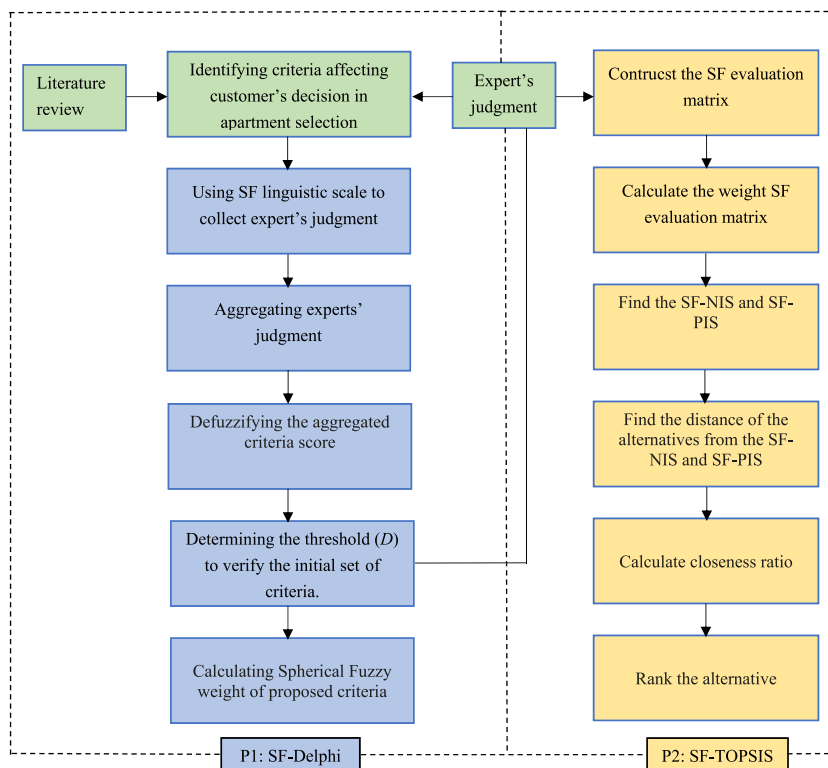 Literature
review
Identifying criteria affecting
customer's decision in
apartment selection
Expert's
judgment
Contrucst the SF evaluation
matrix
Using SF linguistic scale to
collect expert's judgment
Calculate the weight SF
evaluation matrix
Aggregating experts'
judgment
Find the SF-NIS and SF-
PIS
Defuzzifying the aggregated
criteria score
Find the distance of the
alternatives from the SF-
NIS and SF-PIS
Determining the threshold (D)
to verify the initial set of
criteria.
Calculate closeness ratio
Calculating Spherical Fuzzy
weight of proposed criteria
Rank the alternative
P1: SF-Delphi
P2: SF-TOPSIS